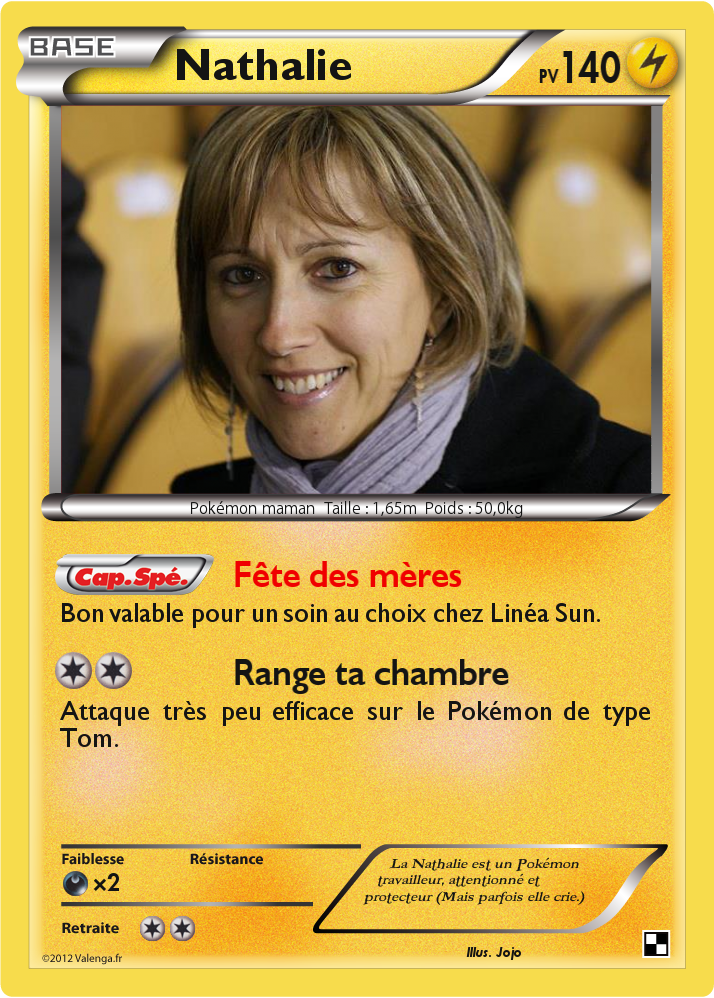 BASE
Nathalie
PV 140
Pokémon maman Taille : 1,65m Poids : 50,0kg
Cap.Spé. Fête des mères
Bon valable pour un soin au choix chez Linéa Sun.
Range ta chambre
Attaque très peu efficace sur le Pokémon de type
Tom.
Faiblesse Résistance
×2
La Nathalie est un Pokémon
travailleur, attentionné et
protecteur (Mais parfois elle crie.)
Retraite
Illus. Jojo
©2012 Valenga.fr